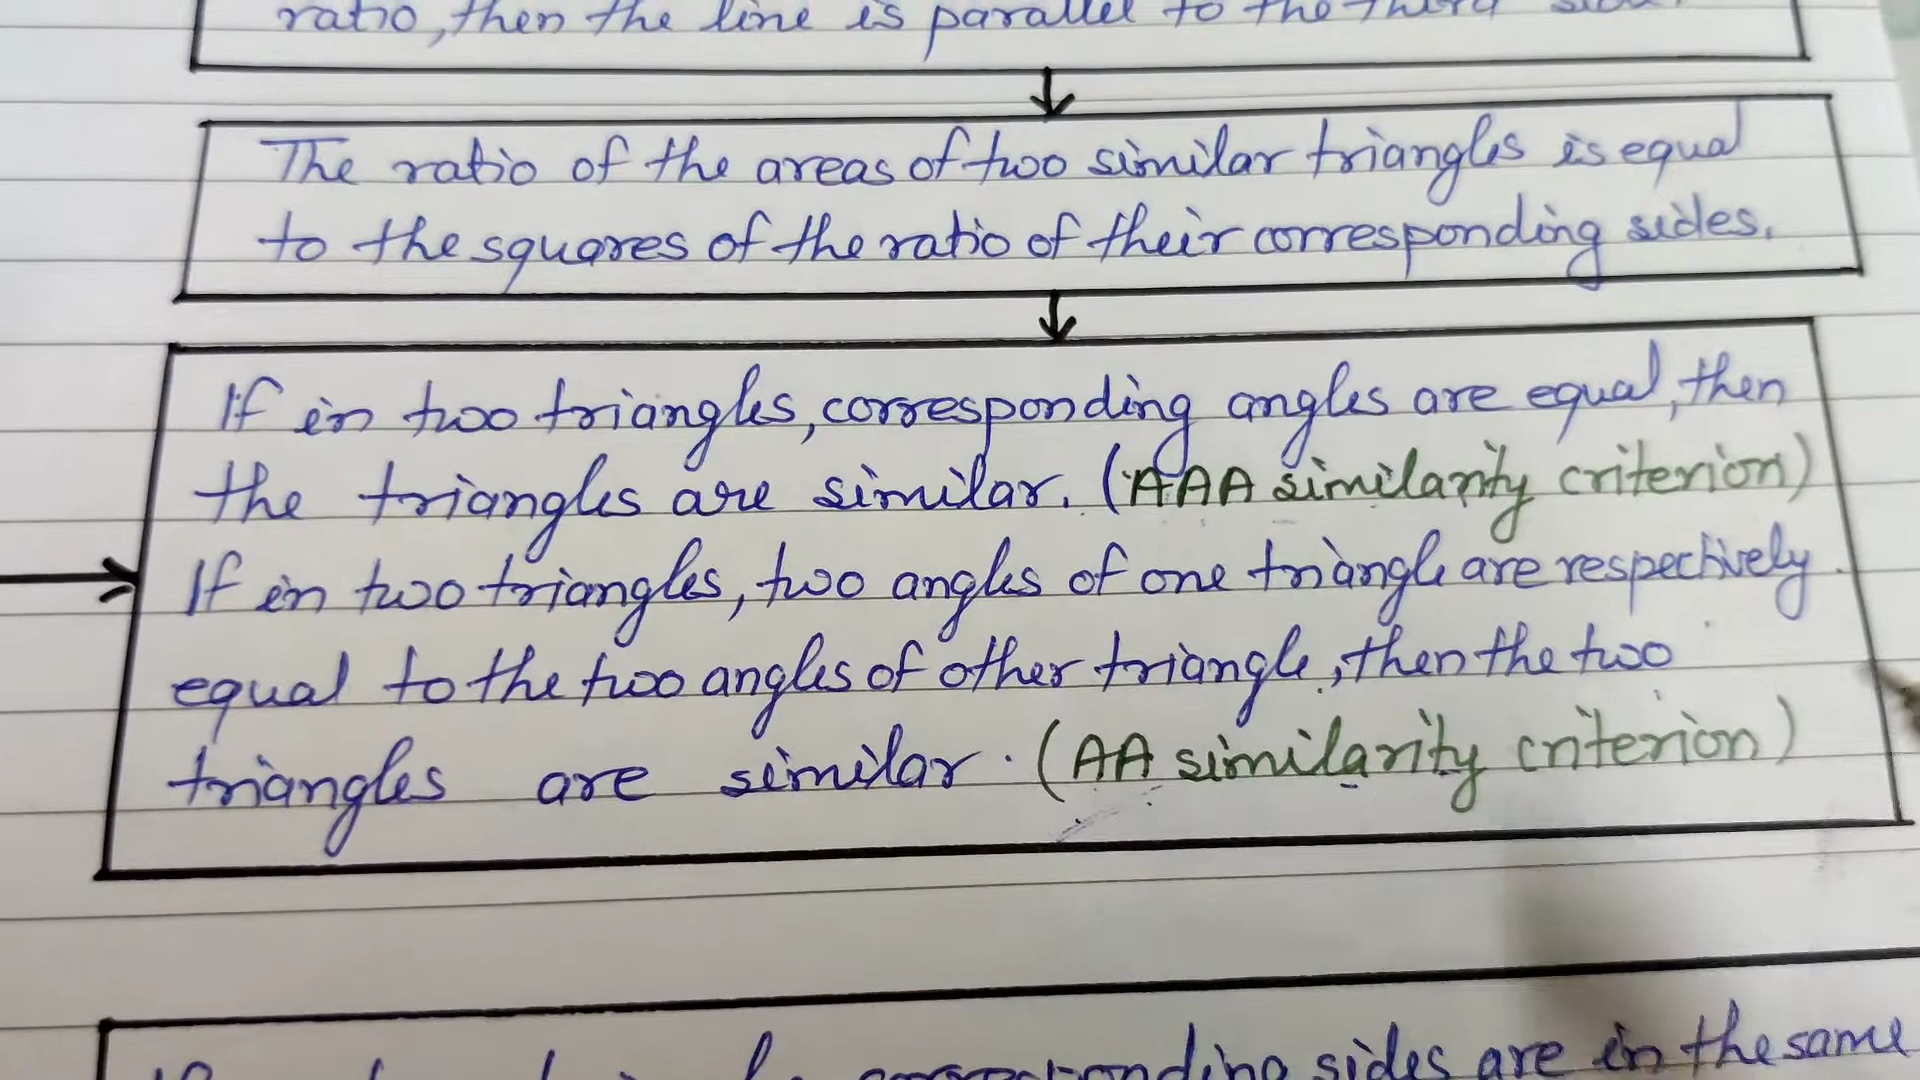 ratio, then the line is parallel to the third side.
The ratio of the areas of two similar triangles is equal
to the squares of the ratio of their corresponding sides.
If in two triangles, corresponding angles are equal, then
the triangles are similar. (AAA similarity criterion)
If in two triangles, two angles of one triangle are respectively
equal to the two angles of other triangle, then the two
triangles are similar. (AA similarity criterion)
corresponding sides are in the same